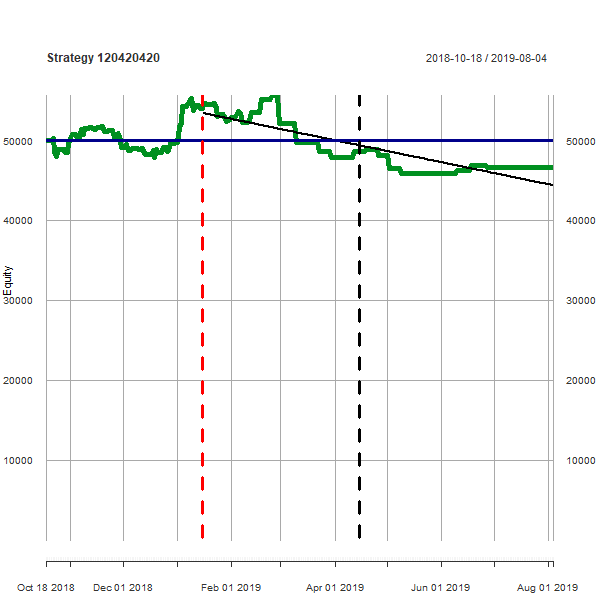 Strategy 120420420
2018-10-18 / 2019-08-04
50000
50000
40000
40000
Equity
30000
30000
20000
20000
10000
10000
Oct 18 2018
Dec 01 2018
Feb 01 2019
Apr 01 2019
Jun 01 2019
Aug 01 2019